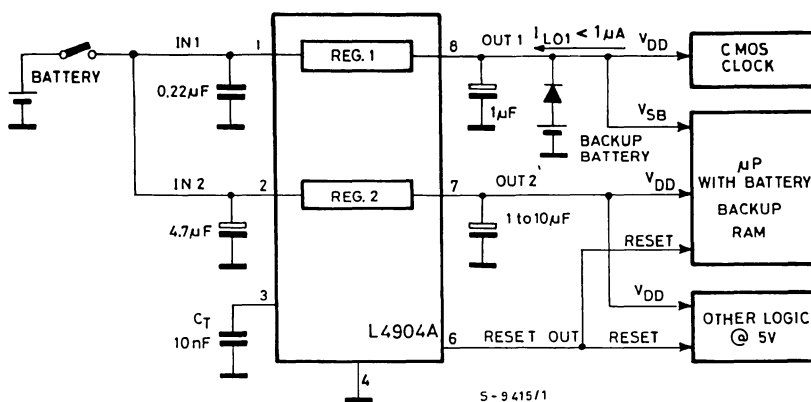 I_LO1 < 1µA
IN 1
1
REG. 1
8
OUT 1
V_DD
CMOS
CLOCK
BATTERY
0.22µF
1µF
BACKUP
BATTERY
V_SB
µP
WITH BATTERY
BACKUP
RAM
IN 2
2
REG. 2
7
OUT 2'
V_DD
4.7µF
1 to 10µF
RESET
3
C_T
10nF
L4904A
V_DD
OTHER LOGIC
@ 5V
6
RESET OUT
RESET
4
S-9415/1